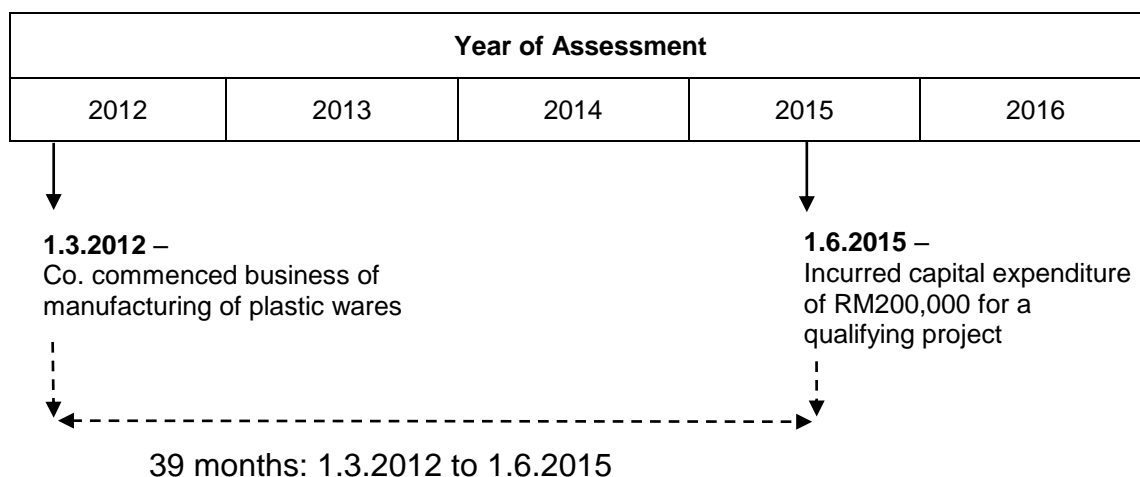 Year of Assessment
2012 2013 2014 2015 2016
1.3.2012 –
Co. commenced business of
manufacturing of plastic wares
1.6.2015 –
Incurred capital expenditure
of RM200,000 for a
qualifying project
39 months: 1.3.2012 to 1.6.2015